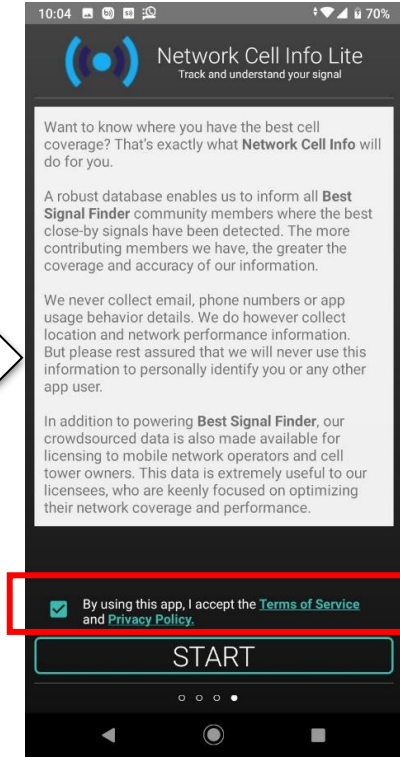 10:04 70%
Network Cell Info Lite
Track and understand your signal
Want to know where you have the best cell
coverage? That's exactly what Network Cell Info will
do for you.
A robust database enables us to inform all Best
Signal Finder community members where the best
close-by signals have been detected. The more
contributing members we have, the greater the
coverage and accuracy of our information.
We never collect email, phone numbers or app
usage behavior details. We do however collect
location and network performance information.
But please rest assured that we will never use this
information to personally identify you or any other
app user.
In addition to powering Best Signal Finder, our
crowdsourced data is also made available for
licensing to mobile network operators and cell
tower owners. This data is extremely useful to our
licensees, who are keenly focused on optimizing
their network coverage and performance.
By using this app, I accept the Terms of Service
and Privacy Policy.
START